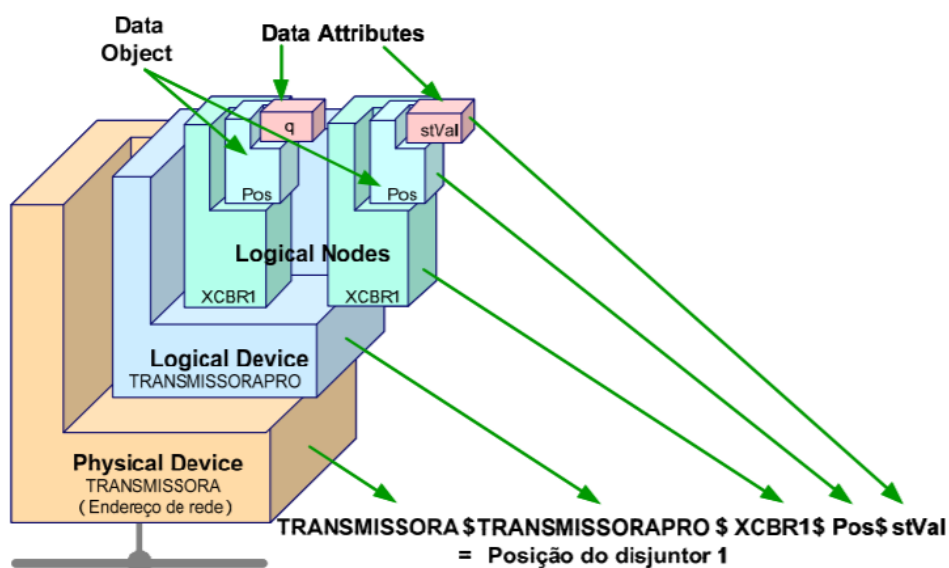 Data
Object
Data Attributes
q
stVal
Pos
Pos
Logical Nodes
XCBR1
XCBR1
Logical Device
TRANSMISSORAPRO
Physical Device
TRANSMISSORA
(Endereço de rede)
TRANSMISSORA$TRANSMISSORAPRO$XCBR1$Pos$stVal
= Posição do disjuntor 1